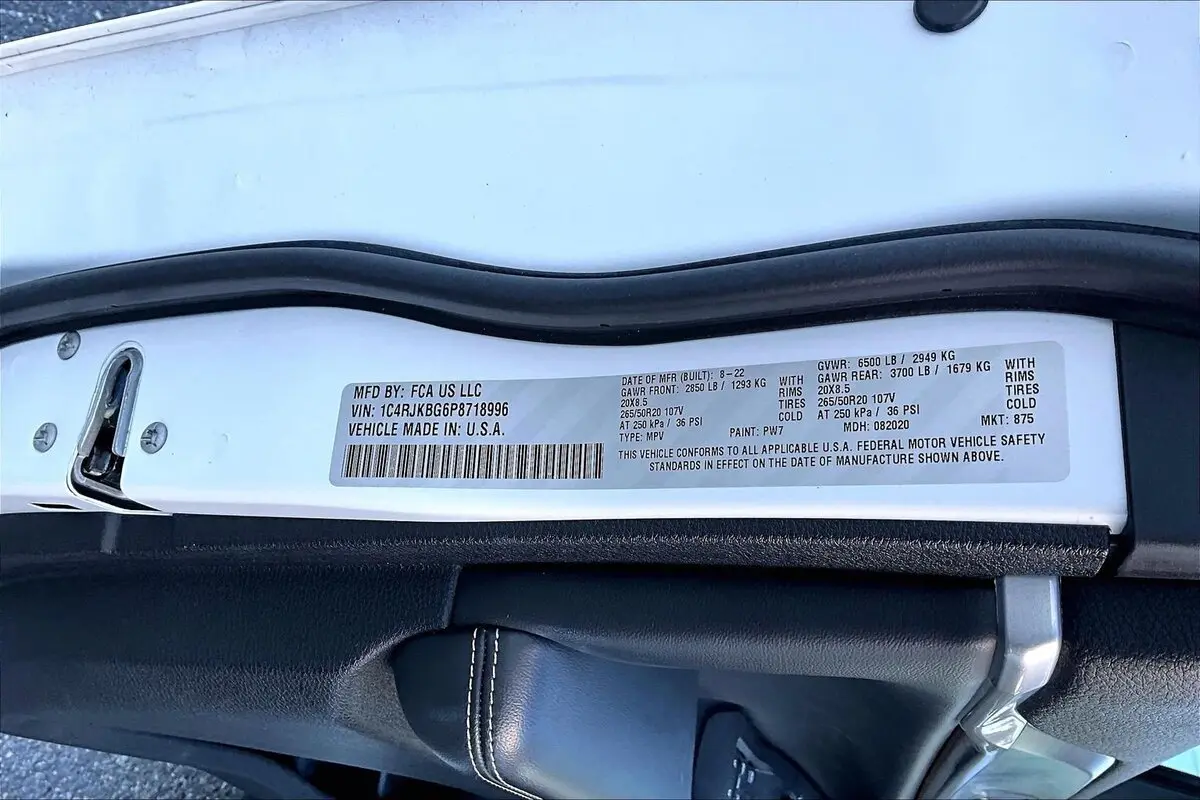 MFD BY: FCA US LLC
VIN: 1C4RJKBG6P8718996
VEHICLE MADE IN: U.S.A.
DATE OF MFR (BUILT): 8-22
GAWR FRONT: 2850 LB / 1293 KG WITH
20X8.5 RIMS
265/50R20 107V TIRES
AT 250 kPa / 36 PSI COLD
TYPE: MPV PAINT: PW7
GVWR: 6500 LB / 2949 KG
GAWR REAR: 3700 LB / 1679 KG WITH
20X8.5 RIMS
265/50R20 107V TIRES
AT 250 kPa / 36 PSI COLD
MDH: 082020 MKT: 875
THIS VEHICLE CONFORMS TO ALL APPLICABLE U.S.A. FEDERAL MOTOR VEHICLE SAFETY
STANDARDS IN EFFECT ON THE DATE OF MANUFACTURE SHOWN ABOVE.